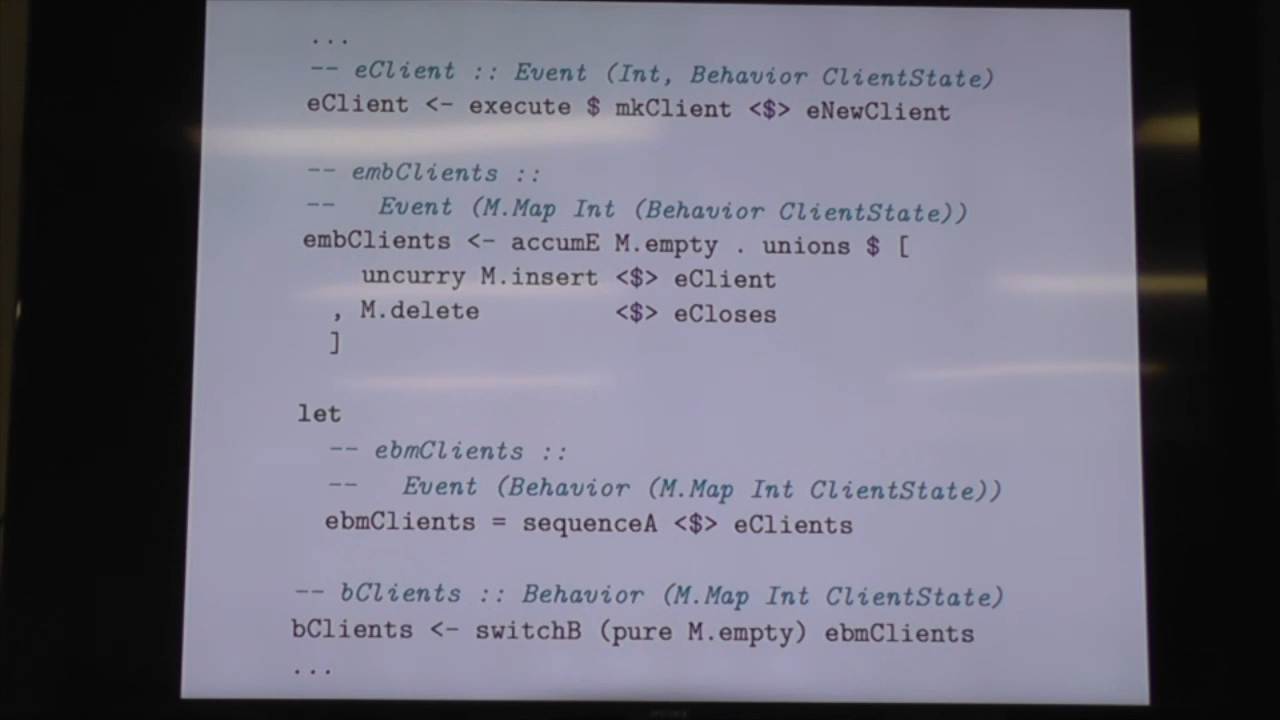 ...
-- eClient :: Event (Int, Behavior ClientState)
eClient <- execute $ mkClient <$> eNewClient
-- embClients ::
--   Event (M.Map Int (Behavior ClientState))
embClients <- accumE M.empty . unions $ [
    uncurry M.insert <$> eClient
  , M.delete         <$> eCloses
  ]
let
  -- ebmClients ::
  --   Event (Behavior (M.Map Int ClientState))
  ebmClients = sequenceA <$> eClients
-- bClients :: Behavior (M.Map Int ClientState)
bClients <- switchB (pure M.empty) ebmClients
...